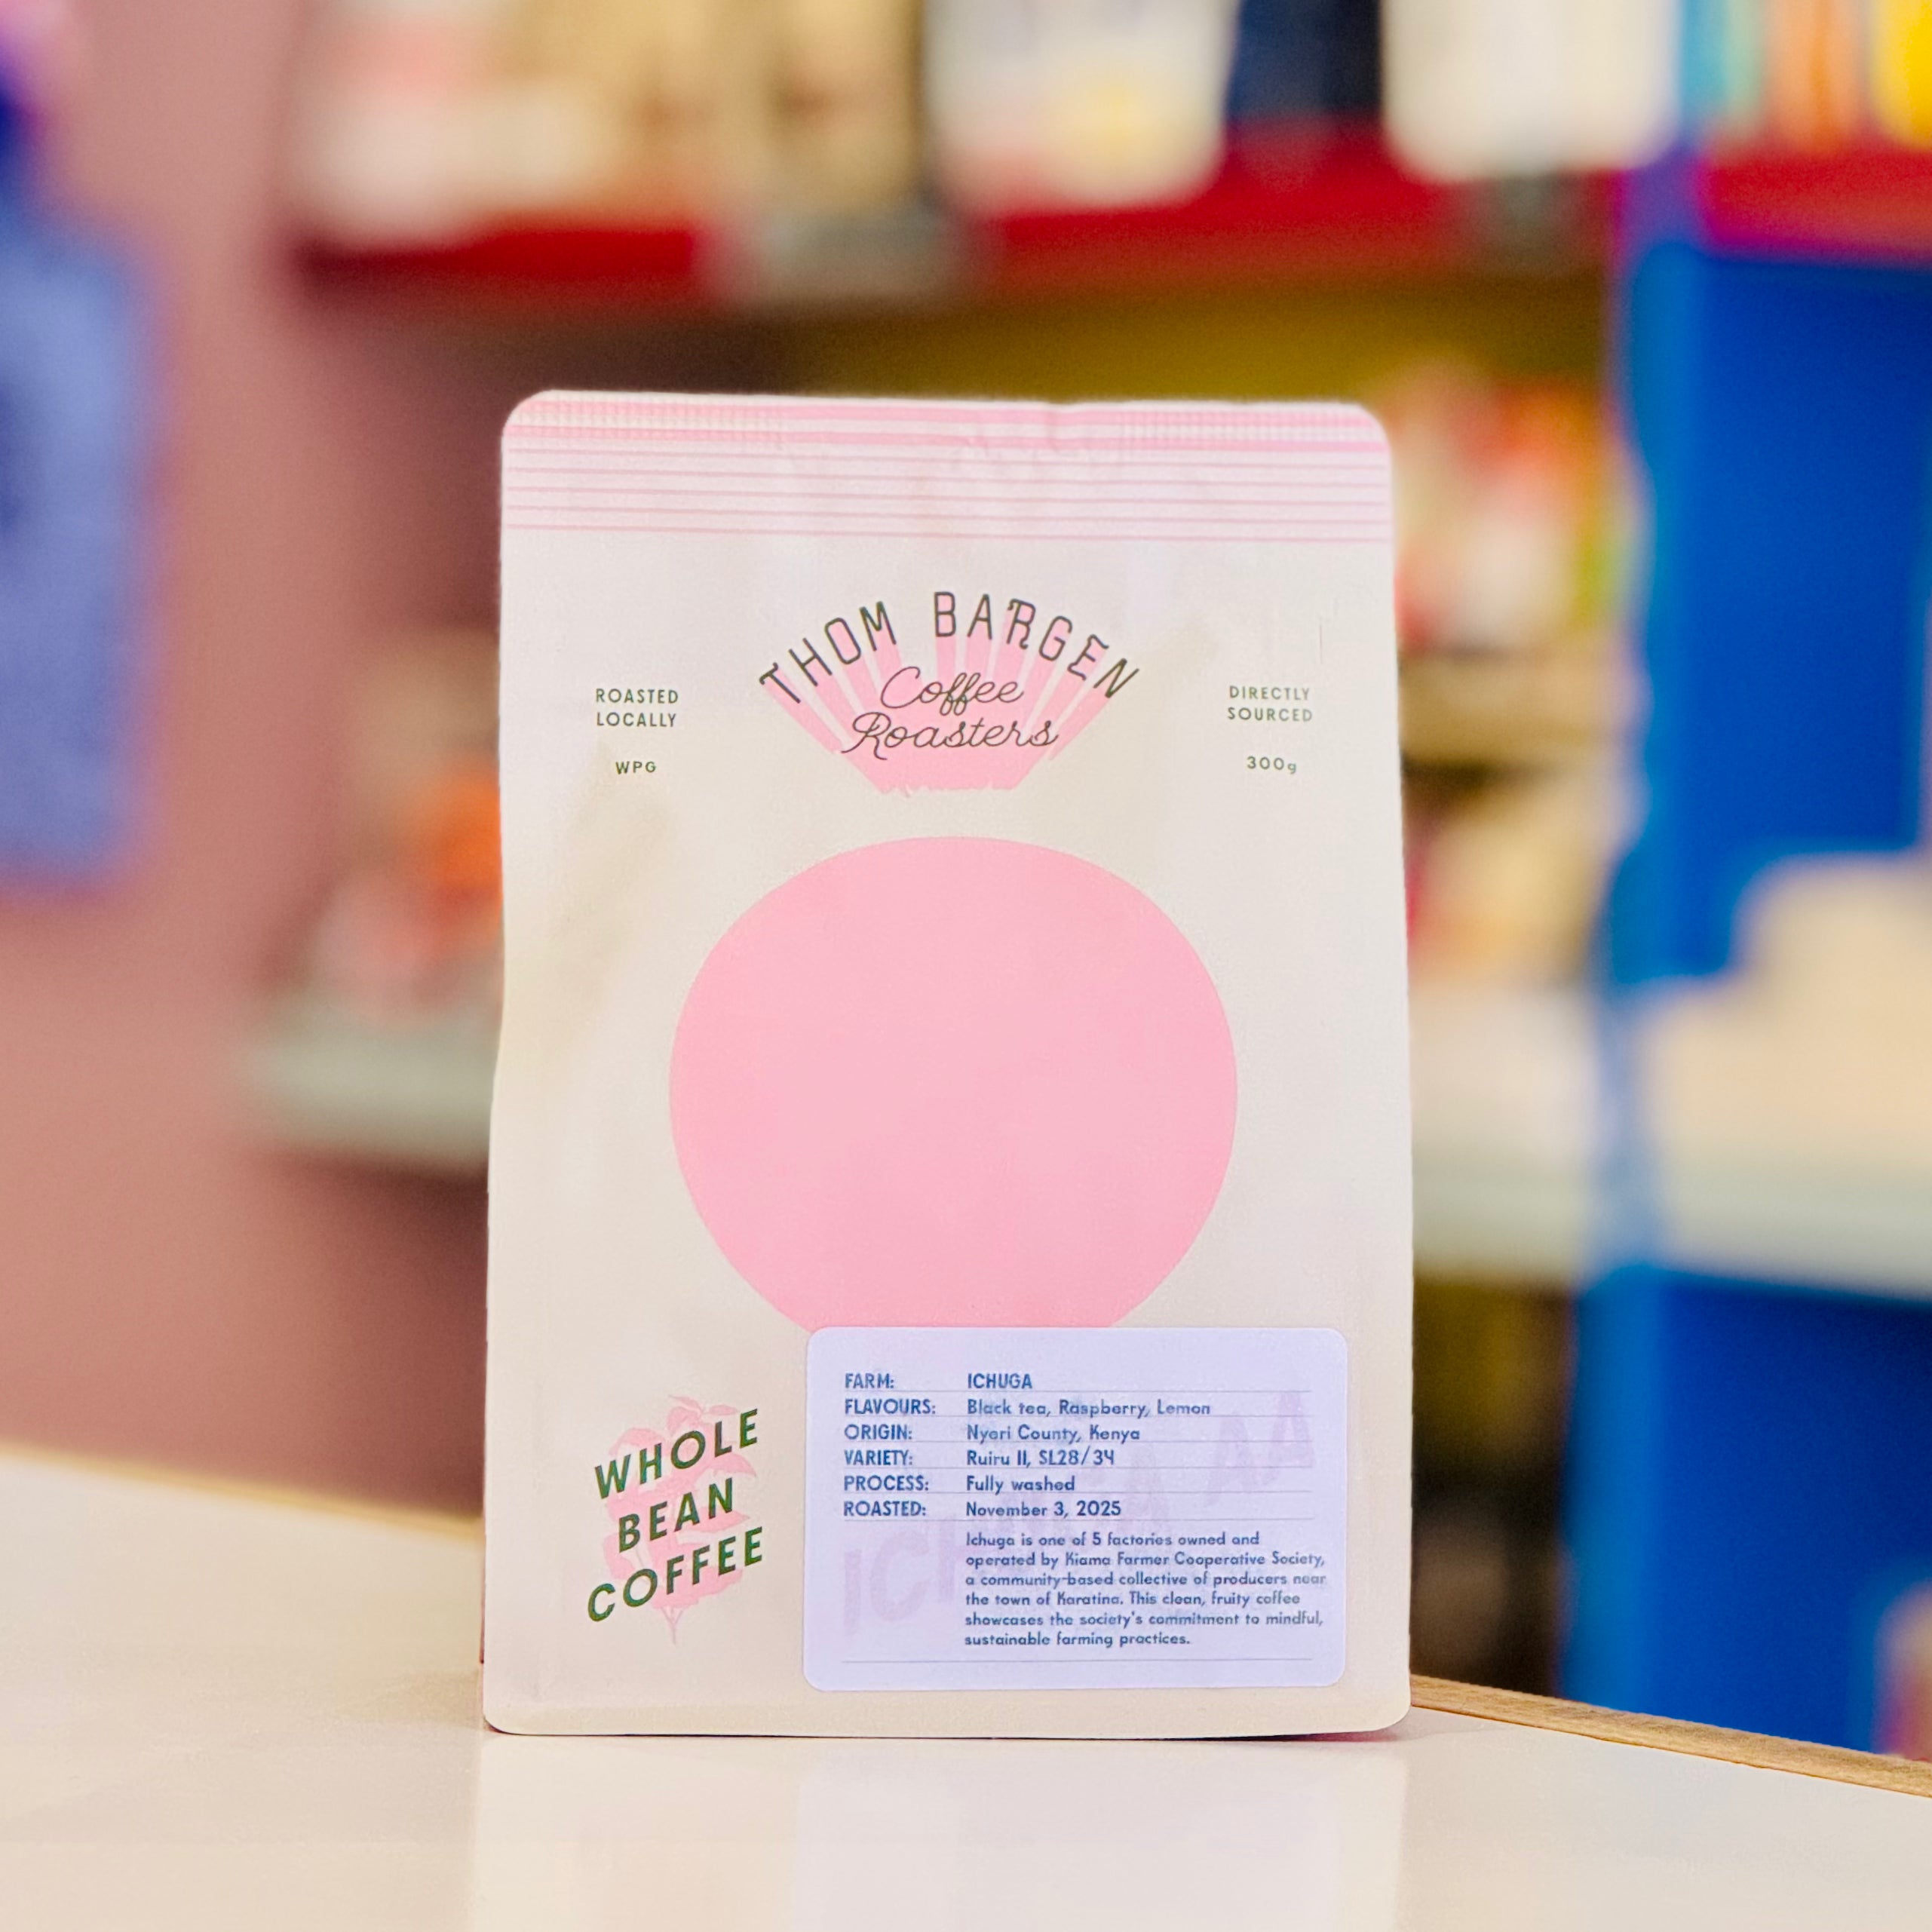 THOM BARGEN
Coffee
Roasters
ROASTED
LOCALLY
WPG
DIRECTLY
SOURCED
300g
WHOLE
BEAN
COFFEE
FARM: ICHUGA
FLAVOURS: Black tea, Raspberry, Lemon
ORIGIN: Nyeri County, Kenya
VARIETY: Ruiru II, SL28/34
PROCESS: Fully washed
ROASTED: November 3, 2025
Ichuga is one of 5 factories owned and
operated by Kiama Farmer Cooperative Society,
a community-based collective of producers near
the town of Karatina. This clean, fruity coffee
showcases the society's commitment to mindful,
sustainable farming practices.
ICHUGA AA